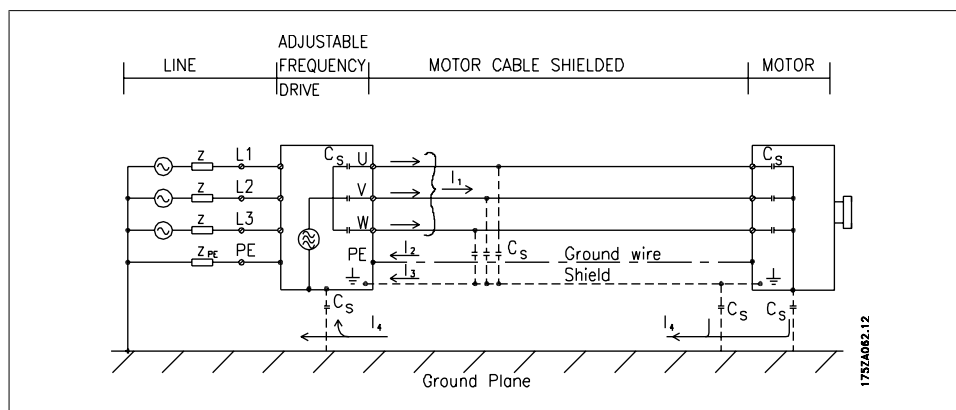 ADJUSTABLE
LINE FREQUENCY MOTOR CABLE SHIELDED MOTOR
DRIVE
Z L1 CS U I1 CS
Z L2 V
Z L3 W
Z PE PE PE I2 CS Ground wire
I3 Shield
CS CS CS
I4 I4
Ground Plane
175ZA062.12